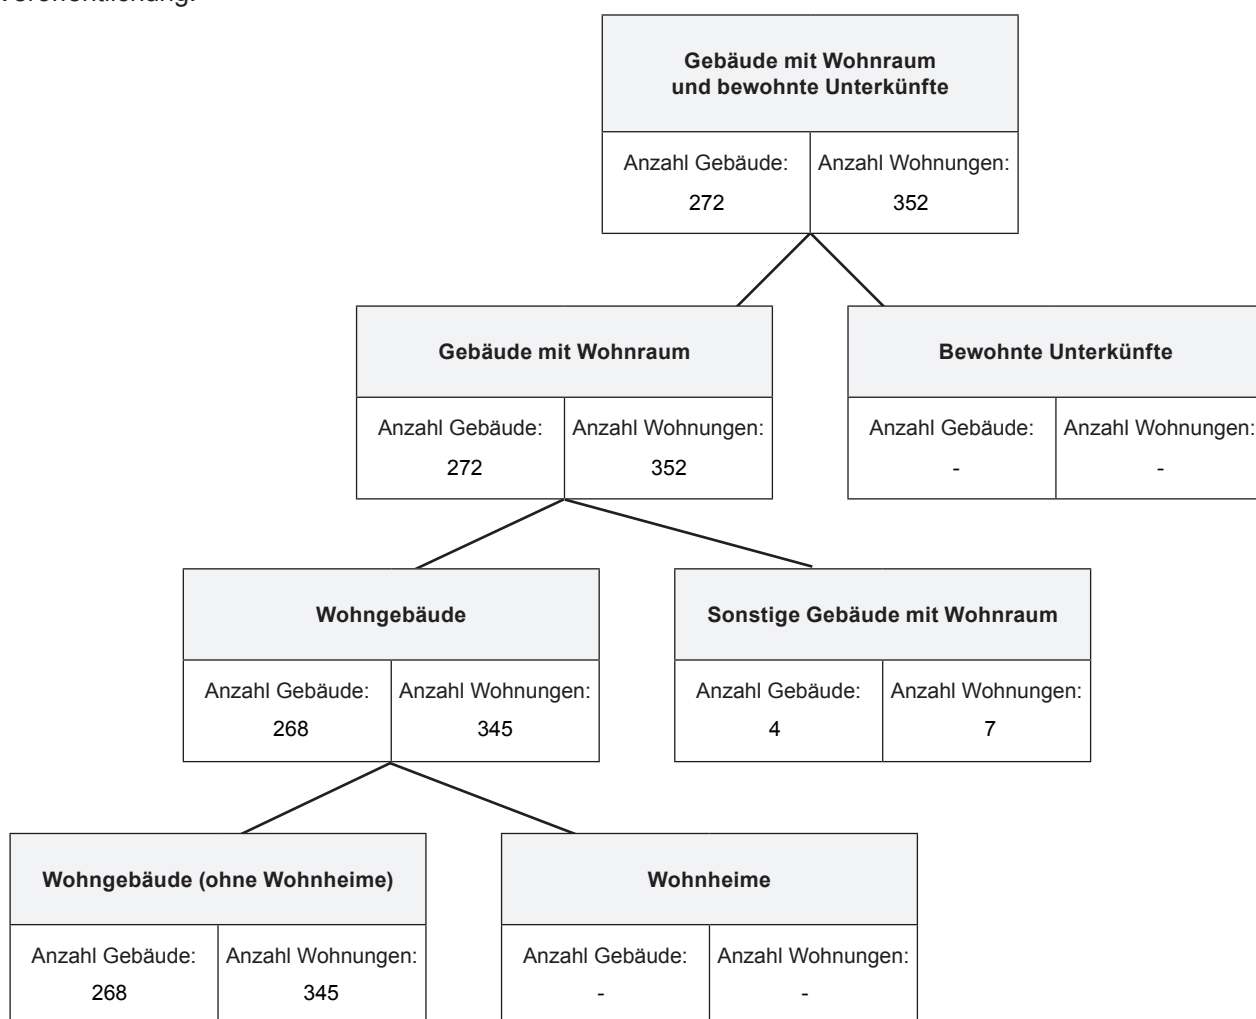 Veröffentlichung.
Gebäude mit Wohnraum
und bewohnte Unterkünfte
Anzahl Gebäude: Anzahl Wohnungen:
272 352
Gebäude mit Wohnraum Bewohnte Unterkünfte
Anzahl Gebäude: Anzahl Wohnungen: Anzahl Gebäude: Anzahl Wohnungen:
272 352 - -
Wohngebäude Sonstige Gebäude mit Wohnraum
Anzahl Gebäude: Anzahl Wohnungen: Anzahl Gebäude: Anzahl Wohnungen:
268 345 4 7
Wohngebäude (ohne Wohnheime) Wohnheime
Anzahl Gebäude: Anzahl Wohnungen: Anzahl Gebäude: Anzahl Wohnungen:
268 345 - -